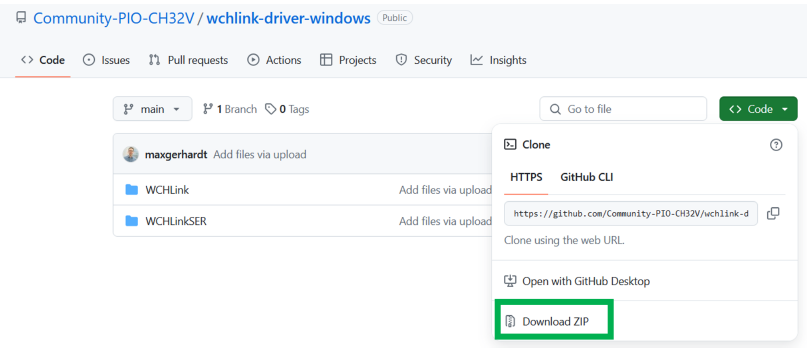 Community-PIO-CH32V / wchlink-driver-windows Public
Code Issues Pull requests Actions Projects Security Insights
main 1 Branch 0 Tags Go to file Code
maxgerhardt Add files via upload
WCHLink Add files via upload
WCHLinkSER Add files via upload
Clone
HTTPS GitHub CLI
https://github.com/Community-PIO-CH32V/wchlink-d
Clone using the web URL.
Open with GitHub Desktop
Download ZIP